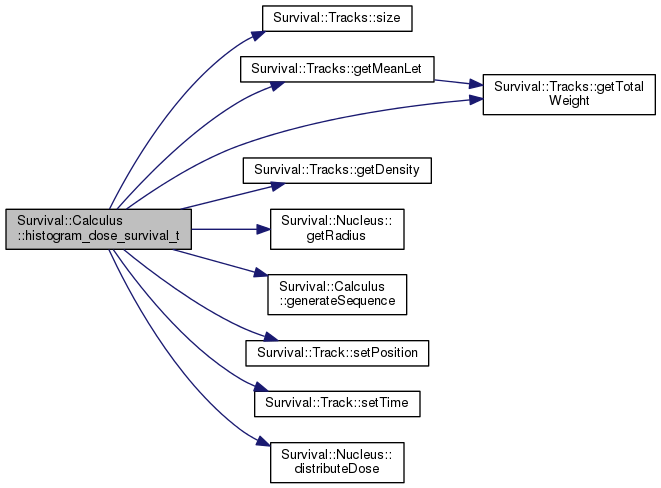 Survival::Tracks::size
Survival::Tracks::getMeanLet
Survival::Tracks::getTotal
Weight
Survival::Tracks::getDensity
Survival::Calculus
::histogram_dose_survival_t
Survival::Nucleus::
getRadius
Survival::Calculus
::generateSequence
Survival::Track::setPosition
Survival::Track::setTime
Survival::Nucleus::
distributeDose